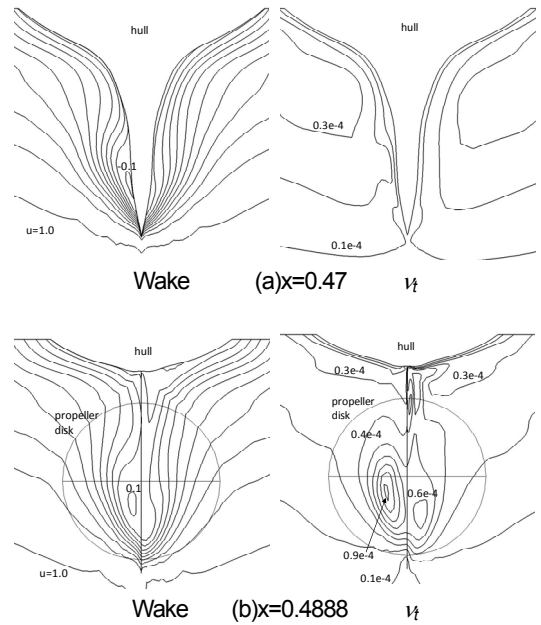 hull
hull
-0.1
0.3e-4
u=1.0
0.1e-4
Wake (a)x=0.47 νt
hull
hull
0.3e-4
0.3e-4
propeller
disk
propeller
disk
0.4e-4
0.1
0.6e-4
0.9e-4
u=1.0
0.1e-4
Wake (b)x=0.4888 νt